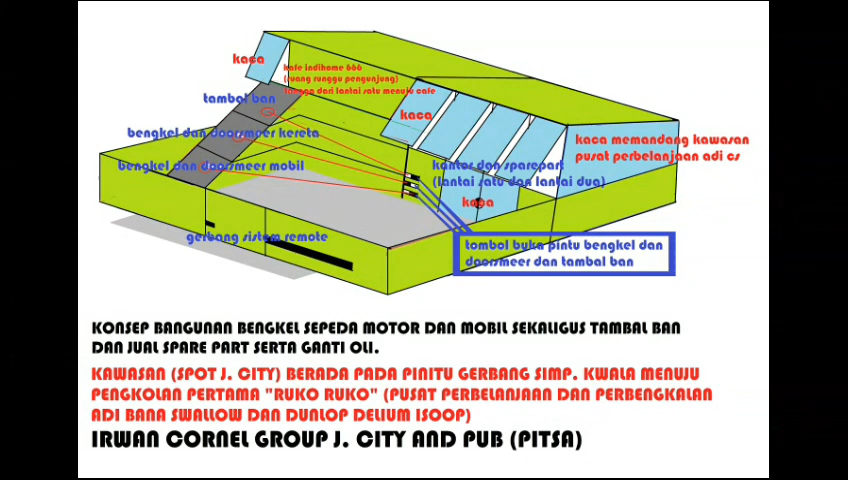 kaca
kafe indihome 666
(ruang runggu pengunjung)
tangga dari lantai satu menuju cafe
tambal ban
kaca
bengkel dan doorsmeer kereta
kaca memandang kawasan
pusat perbelanjaan adi cs
bengkel dan doorsmeer mobil
kantor dan sparepart
(lantai satu dan lantai dua)
kaca
gerbang sistem remote
tombol buka pintu bengkel dan
doorsmeer dan tambal ban
KONSEP BANGUNAN BENGKEL SEPEDA MOTOR DAN MOBIL SEKALIGUS TAMBAL BAN
DAN JUAL SPARE PART SERTA GANTI OLI.
KAWASAN (SPOT J. CITY) BERADA PADA PINITU GERBANG SIMP. KWALA MENUJU
PENGKOLAN PERTAMA "RUKO RUKO" (PUSAT PERBELANJAAN DAN PERBENGKALAN
ADI BANA SWALLOW DAN DUNLOP DELIUM ISOOP)
IRWAN CORNEL GROUP J. CITY AND PUB (PITSA)